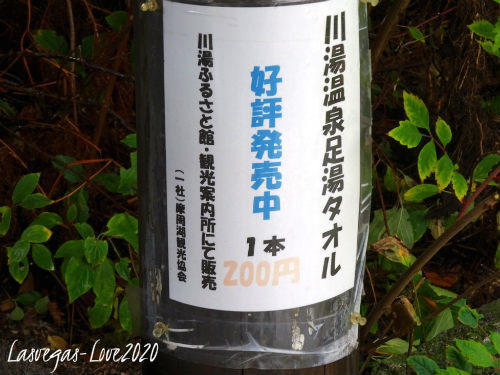 川湯温泉足湯タオル
好評発売中
1本
200円
川湯ふるさと館・観光案内所にて販売
(一社)摩周湖観光協会
Lasvegas-Love2020